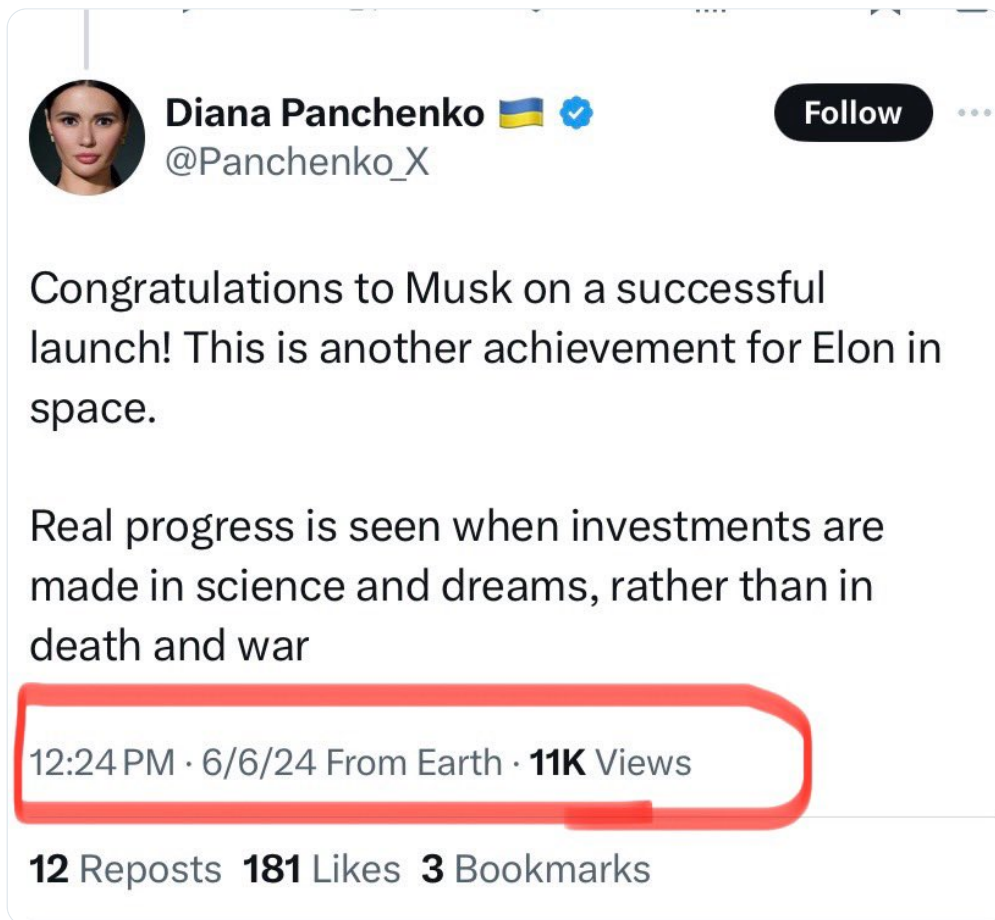 Diana Panchenko 🇺🇦
Follow
@Panchenko_X
Congratulations to Musk on a successful
launch! This is another achievement for Elon in
space.
Real progress is seen when investments are
made in science and dreams, rather than in
death and war
12:24 PM · 6/6/24 From Earth · 11K Views
12 Reposts 181 Likes 3 Bookmarks